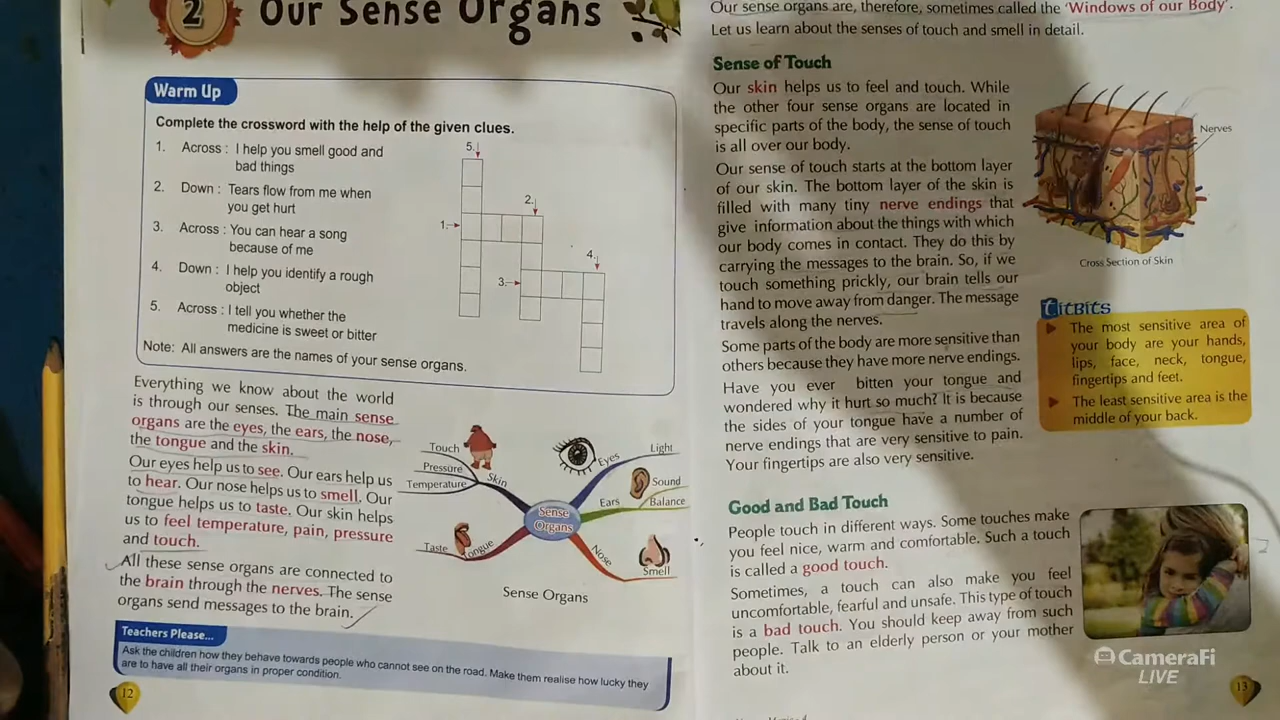 2 Our Sense Organs
Warm Up
Complete the crossword with the help of the given clues.
1. Across : I help you smell good and
bad things
2. Down : Tears flow from me when
you get hurt
3. Across : You can hear a song
because of me
4. Down : I help you identify a rough
object
5. Across : I tell you whether the
medicine is sweet or bitter
Note: All answers are the names of your sense organs.
5.
2.
1.
4.
3.
Everything we know about the world
is through our senses. The main sense
organs are the eyes, the ears, the nose,
the tongue and the skin.
Our eyes help us to see. Our ears help us
to hear. Our nose helps us to smell. Our
tongue helps us to taste. Our skin helps
us to feel temperature, pain, pressure
and touch.
All these sense organs are connected to
the brain through the nerves. The sense
organs send messages to the brain.
Touch
Pressure
Temperature
Skin
Taste
Tongue
Sense
Organs
Eyes
Light
Ears
Sound
Balance
Nose
Smell
Sense Organs
Teachers Please...
Ask the children how they behave towards people who cannot see on the road. Make them realise how lucky they
are to have all their organs in proper condition.
12
Our sense organs are, therefore, sometimes called the 'Windows of our Body'.
Let us learn about the senses of touch and smell in detail.
Sense of Touch
Our skin helps us to feel and touch. While
the other four sense organs are located in
specific parts of the body, the sense of touch
is all over our body.
Our sense of touch starts at the bottom layer
of our skin. The bottom layer of the skin is
filled with many tiny nerve endings that
give information about the things with which
our body comes in contact. They do this by
carrying the messages to the brain. So, if we
touch something prickly, our brain tells our
hand to move away from danger. The message
travels along the nerves.
Some parts of the body are more sensitive than
others because they have more nerve endings.
Have you ever bitten your tongue and
wondered why it hurt so much? It is because
the sides of your tongue have a number of
nerve endings that are very sensitive to pain.
Your fingertips are also very sensitive.
Nerves
Cross Section of Skin
TITBITS
The most sensitive area of
your body are your hands,
lips, face, neck, tongue,
fingertips and feet.
The least sensitive area is the
middle of your back.
Good and Bad Touch
People touch in different ways. Some touches make
you feel nice, warm and comfortable. Such a touch
is called a good touch.
Sometimes, a touch can also make you feel
uncomfortable, fearful and unsafe. This type of touch
is a bad touch. You should keep away from such
people. Talk to an elderly person or your mother
about it.
CameraFi
LIVE
13